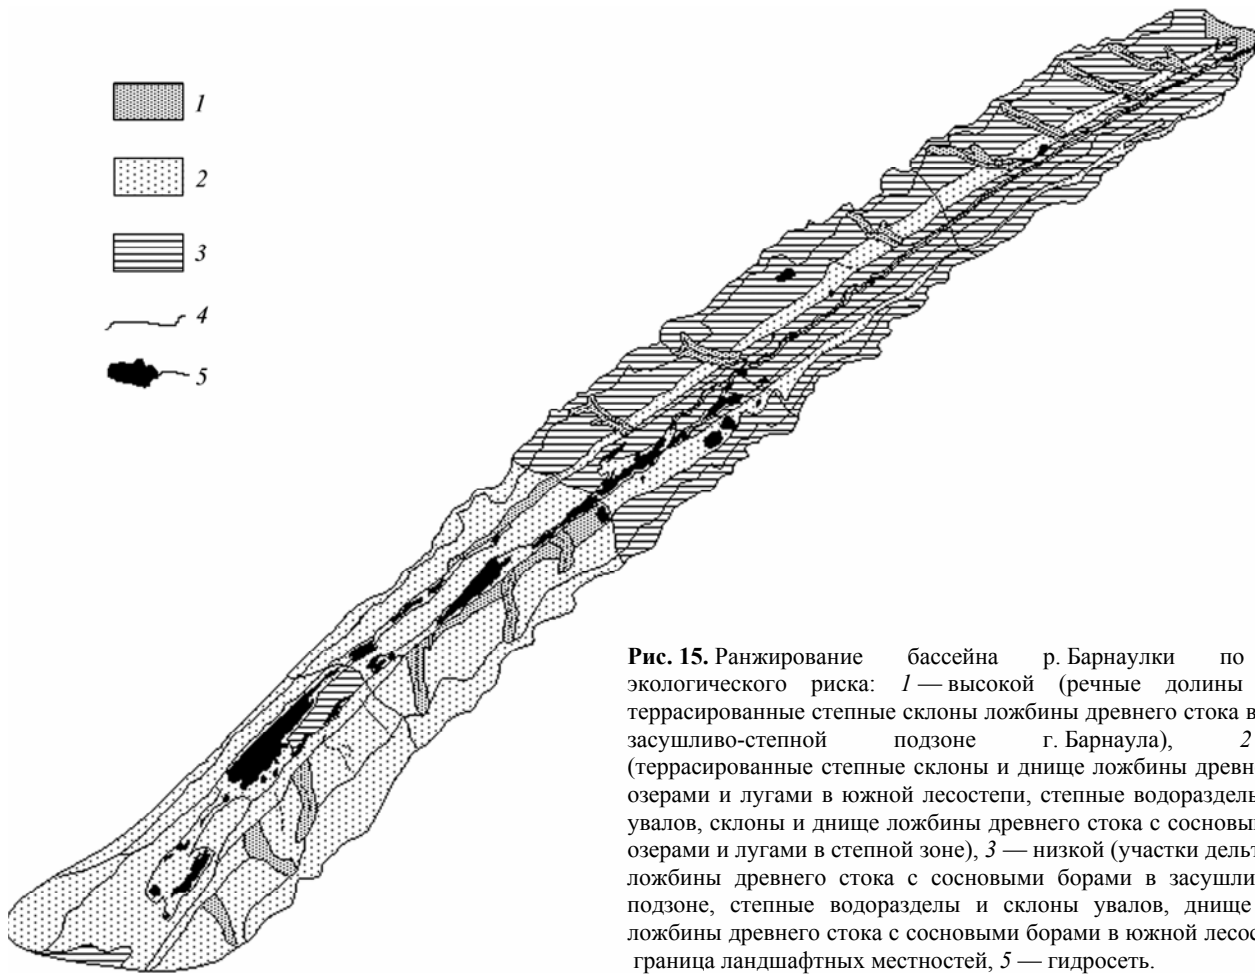 1
2
3
4
5
Рис. 15. Ранжирование бассейна р. Барнаулки по
экологического риска: 1 — высокой (речные долины
террасированные степные склоны ложбины древнего стока в
засушливо-степной подзоне г. Барнаула), 2
(террасированные степные склоны и днище ложбины древн
озерами и лугами в южной лесостепи, степные водоразделы
увалов, склоны и днище ложбины древнего стока с сосновы
озерами и лугами в степной зоне), 3 — низкой (участки дельт
ложбины древнего стока с сосновыми борами в засушли
подзоне, степные водоразделы и склоны увалов, днище
ложбины древнего стока с сосновыми борами в южной лесос
граница ландшафтных местностей, 5 — гидросеть.